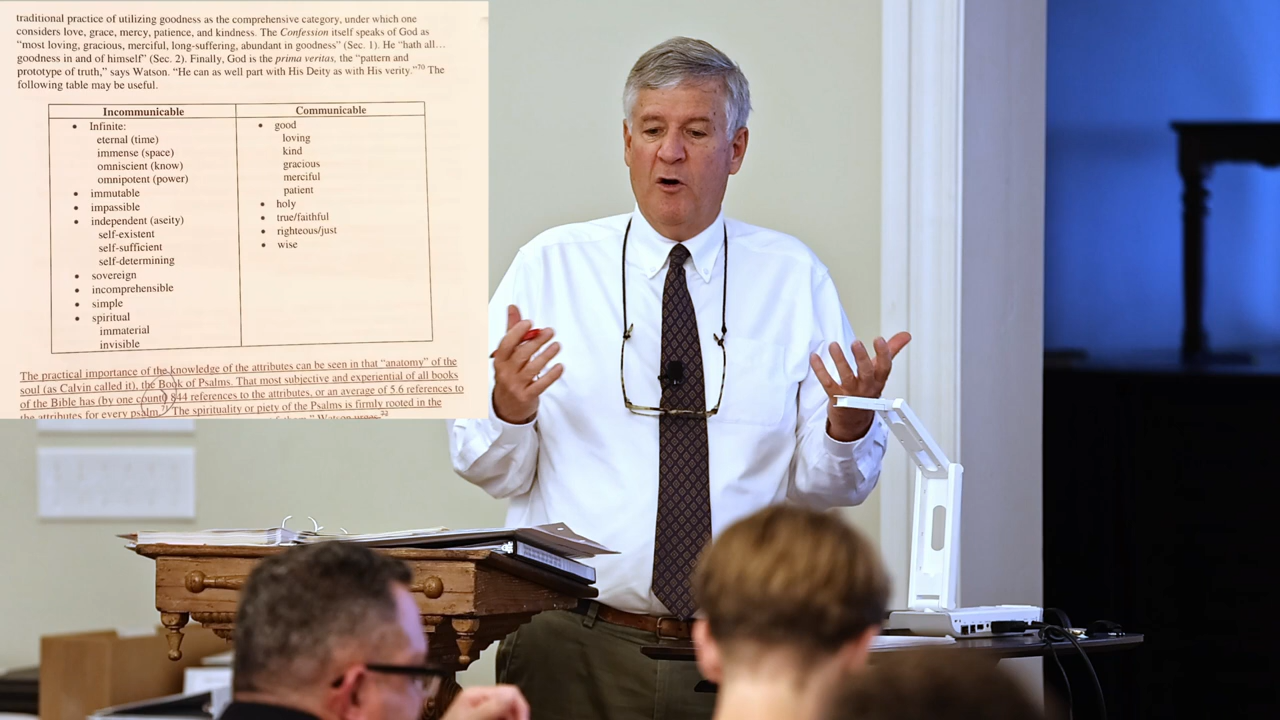 traditional practice of utilizing goodness as the comprehensive category, under which one
considers love, grace, mercy, patience, and kindness. The Confession itself speaks of God as
"most loving, gracious, merciful, long-suffering, abundant in goodness" (Sec. 1). He "hath all…
goodness in and of himself" (Sec. 2). Finally, God is the prima veritas, the "pattern and
prototype of truth," says Watson. "He can as well part with His Deity as with His verity."70 The
following table may be useful.
Incommunicable
• Infinite:
eternal (time)
immense (space)
omniscient (know)
omnipotent (power)
• immutable
• impassible
• independent (aseity)
self-existent
self-sufficient
self-determining
• sovereign
• incomprehensible
• simple
• spiritual
immaterial
invisible
Communicable
• good
loving
kind
gracious
merciful
patient
• holy
• true/faithful
• righteous/just
• wise
The practical importance of the knowledge of the attributes can be seen in that "anatomy" of the
soul (as Calvin called it), the Book of Psalms. That most subjective and experiential of all books
of the Bible has (by one count) 844 references to the attributes, or an average of 5.6 references to
the attributes for every psalm. The spirituality or piety of the Psalms is firmly rooted in the